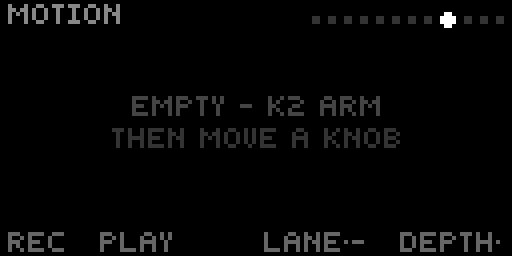 MOTION
EMPTY - K2 ARM
THEN MOVE A KNOB
REC PLAY LANE·- DEPTH·